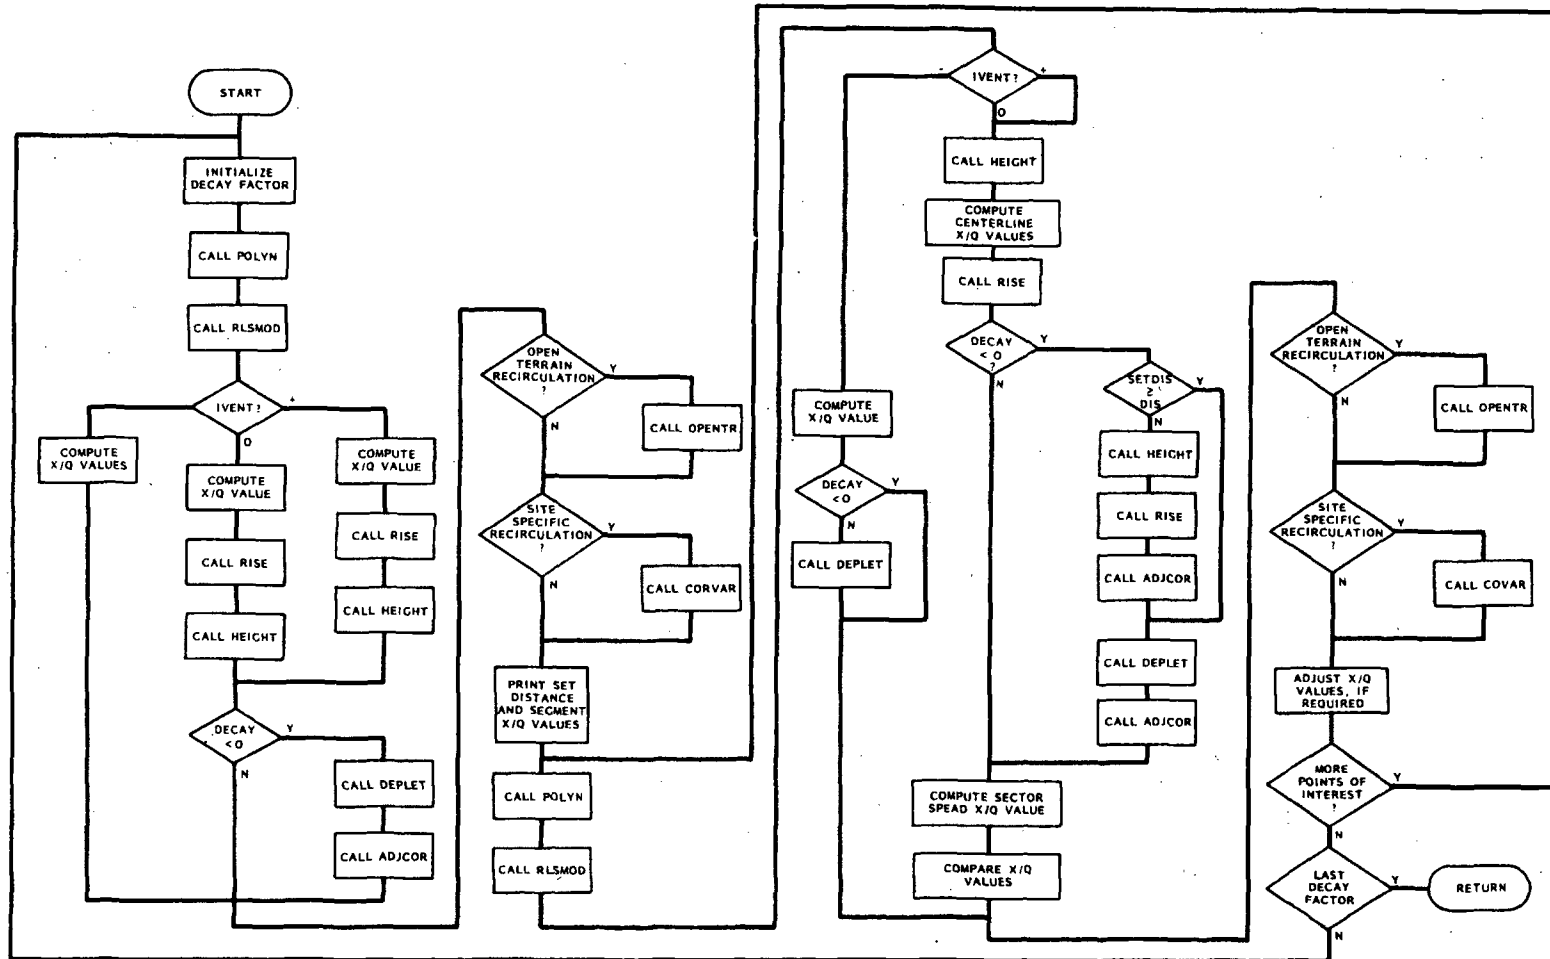 START
INITIALIZE
DECAY FACTOR
CALL POLYN
CALL RLSMOD
IVENT?
+
O
COMPUTE
X/Q VALUES
COMPUTE
X/Q VALUE
COMPUTE
X/Q VALUE
CALL RISE
CALL RISE
CALL HEIGHT
CALL HEIGHT
DECAY
<0
Y
N
CALL DEPLET
CALL ADJCOR
OPEN
TERRAIN
RECIRCULATION
?
Y
N
CALL OPENTR
SITE
SPECIFIC
RECIRCULATION
?
Y
N
CALL CORVAR
PRINT SET
DISTANCE
AND SEGMENT
X/Q VALUES
CALL POLYN
CALL RLSMOD
IVENT?
-
+
O
CALL HEIGHT
COMPUTE
CENTERLINE
X/Q VALUES
CALL RISE
DECAY
<0
?
Y
N
COMPUTE
X/Q VALUE
DECAY
<0
Y
N
CALL DEPLET
SETDIS
≥
DIS
Y
N
CALL HEIGHT
CALL RISE
CALL ADJCOR
CALL DEPLET
CALL ADJCOR
COMPUTE SECTOR
SPEAD X/Q VALUE
COMPARE X/Q
VALUES
OPEN
TERRAIN
RECIRCULATION
?
Y
N
CALL OPENTR
SITE
SPECIFIC
RECIRCULATION
?
Y
N
CALL COVAR
ADJUST X/Q
VALUES, IF
REQUIRED
MORE
POINTS OF
INTEREST
?
Y
N
LAST
DECAY
FACTOR
Y
N
RETURN